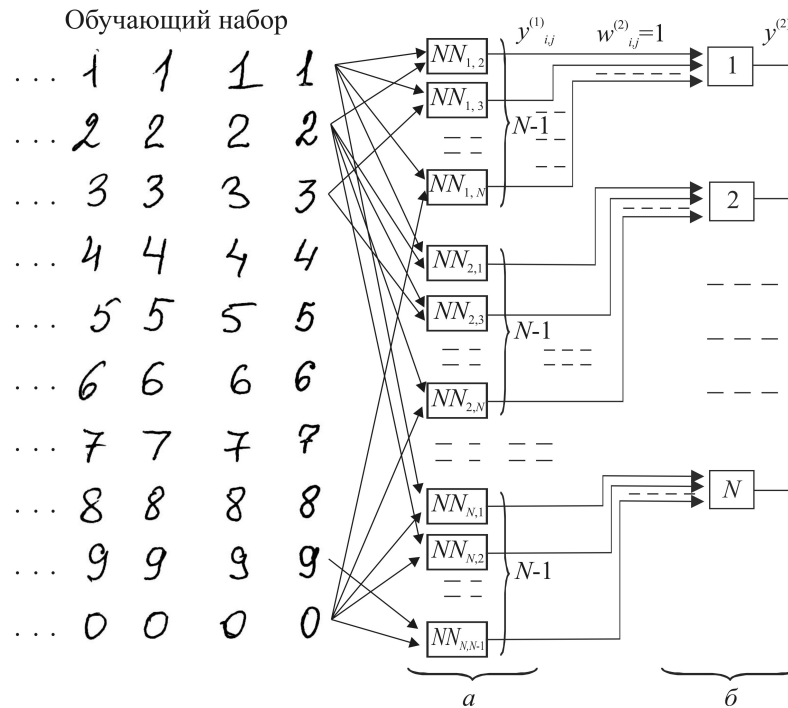 Обучающий набор
y⁽¹⁾i,j w⁽²⁾i,j=1 y⁽²⁾
... 1 1 1 1
NN1, 2
1
NN1, 3
N-1
... 2 2 2 2
NN1, N
... 3 3 3 3
2
... 4 4 4 4
NN2,1
... 5 5 5 5
NN2,3
N-1
... 6 6 6 6
NN2,N
... 7 7 7 7
... 8 8 8 8
NNN,1
N
NNN,2
... 9 9 9 9
N-1
... 0 0 0 0
NNN,N-1
а б